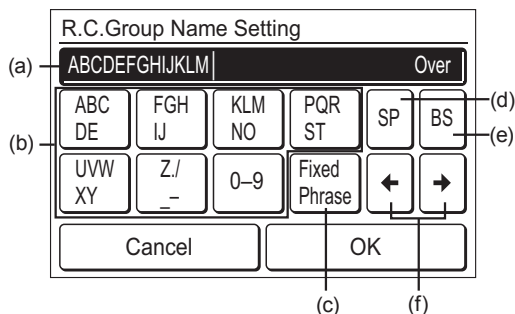 R.C.Group Name Setting
(a)
ABCDEFGHIJKLM
Over
(b)
ABC
DE
FGH
IJ
KLM
NO
PQR
ST
SP
BS
(d)
(e)
UVW
XY
Z./
_–
0–9
Fixed
Phrase
Cancel
OK
(c)
(f)